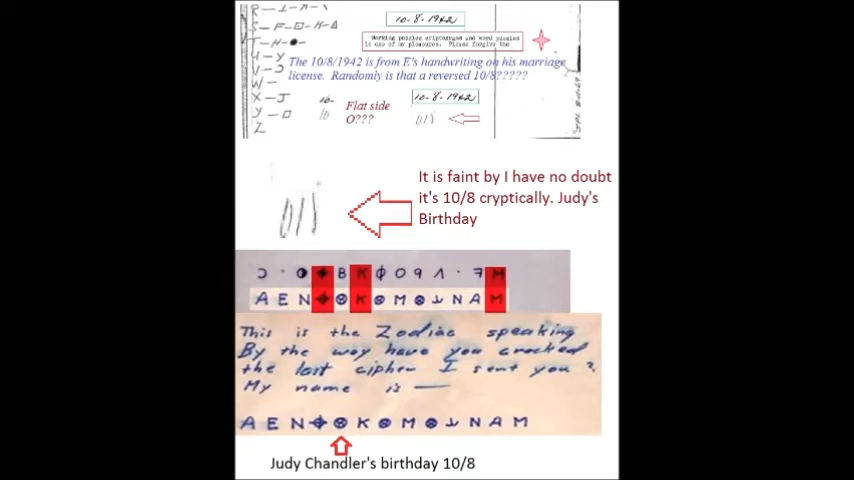 S-F-□-K-Δ
10-8-1942
T-H-●-
Working puzzles criptograms and word puzzles
is one of my pleasures. Please forgive the
U-Y
The 10/8/1942 is from E's handwriting on his marriage
license. Randomly is that a reversed 10/8?????
W-
X-J
10-
Flat side
10-8-1942
Y-□
10
O???
Z
It is faint by I have no doubt
it's 10/8 cryptically. Judy's
Birthday
A E N ⌖ ⊗ K ⊗ M ⊗ ⅃ N A M
This is the Zodiac speaking
By the way have you cracked
the last cipher I sent you?
My name is —
A E N ⌖ ⊗ K ⊗ M ⊗ ⅃ N A M
Judy Chandler's birthday 10/8